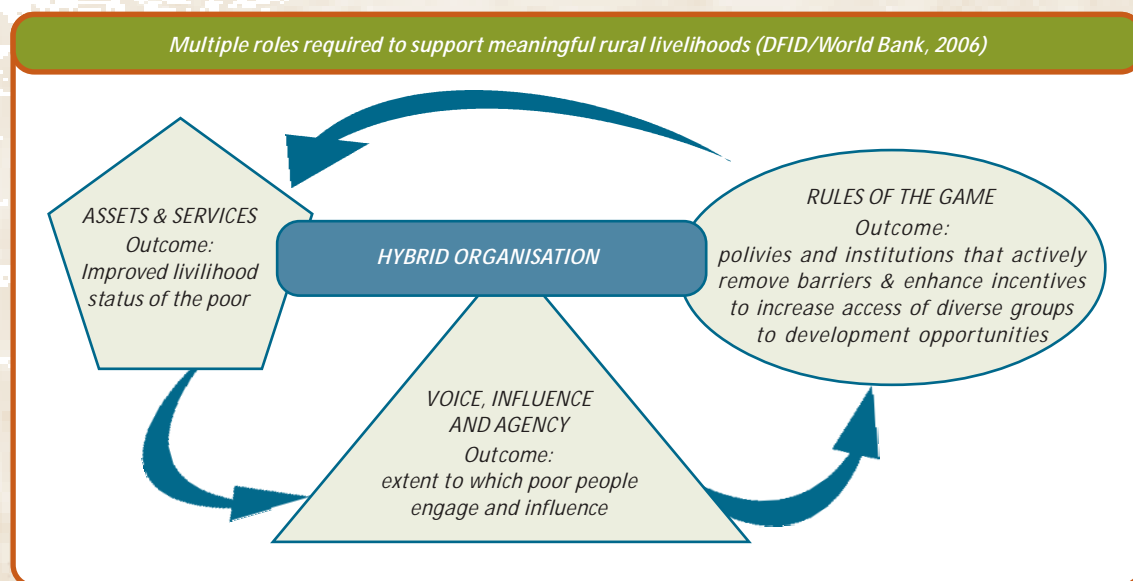 Multiple roles required to support meaningful rural livelihoods (DFID/World Bank, 2006)
ASSETS & SERVICES
Outcome:
Improved livilihood
status of the poor
HYBRID ORGANISATION
RULES OF THE GAME
Outcome:
polivies and institutions that actively
remove barriers & enhance incentives
to increase access of diverse groups
to development opportunities
VOICE, INFLUENCE
AND AGENCY
Outcome:
extent to which poor people
engage and influence